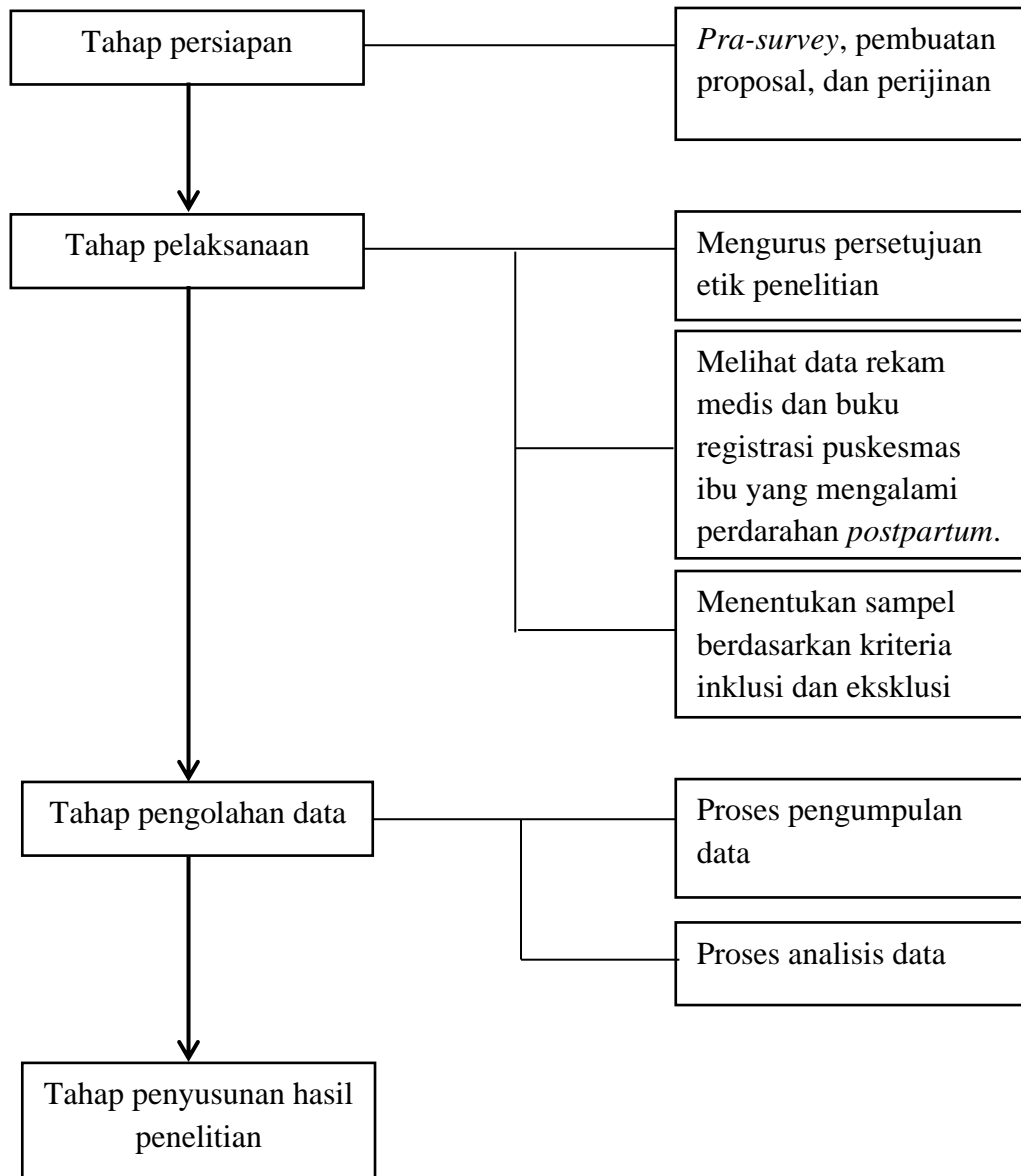 Tahap persiapan
Pra-survey, pembuatan
proposal, dan perijinan
Tahap pelaksanaan
Mengurus persetujuan
etik penelitian
Melihat data rekam
medis dan buku
registrasi puskesmas
ibu yang mengalami
perdarahan postpartum.
Menentukan sampel
berdasarkan kriteria
inklusi dan eksklusi
Tahap pengolahan data
Proses pengumpulan
data
Proses analisis data
Tahap penyusunan hasil
penelitian